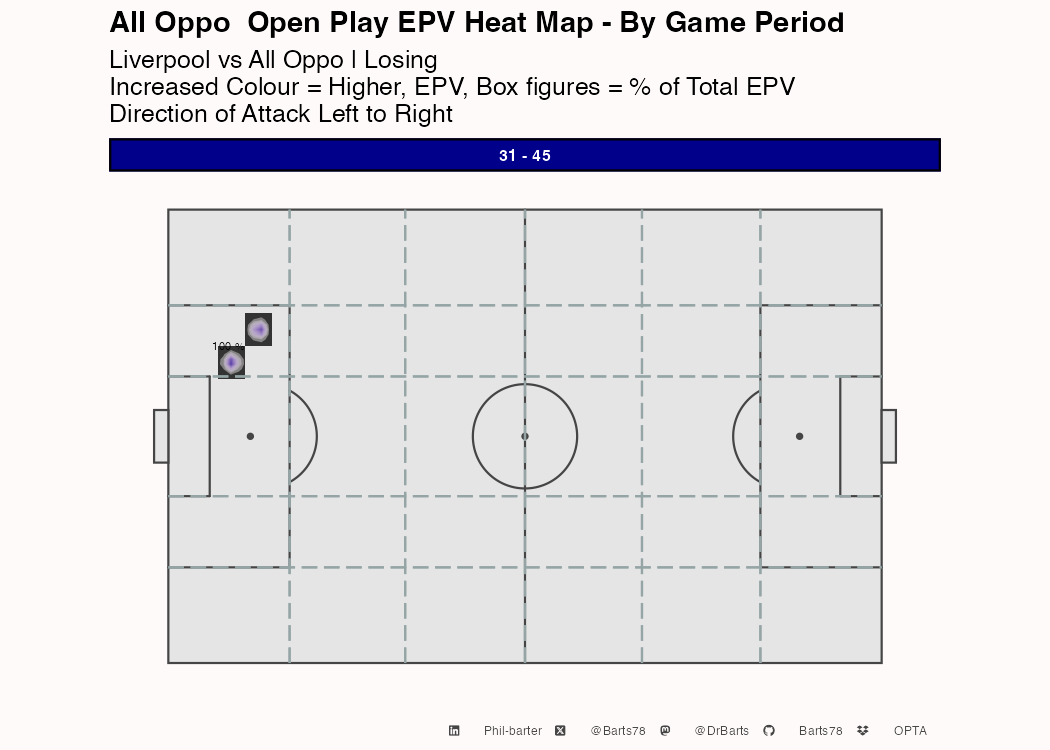 All Oppo  Open Play EPV Heat Map - By Game Period
Liverpool vs All Oppo | Losing
Increased Colour = Higher, EPV, Box figures = % of Total EPV
Direction of Attack Left to Right
31 - 45
100 %
Phil-barter @Barts78 @DrBarts Barts78 OPTA